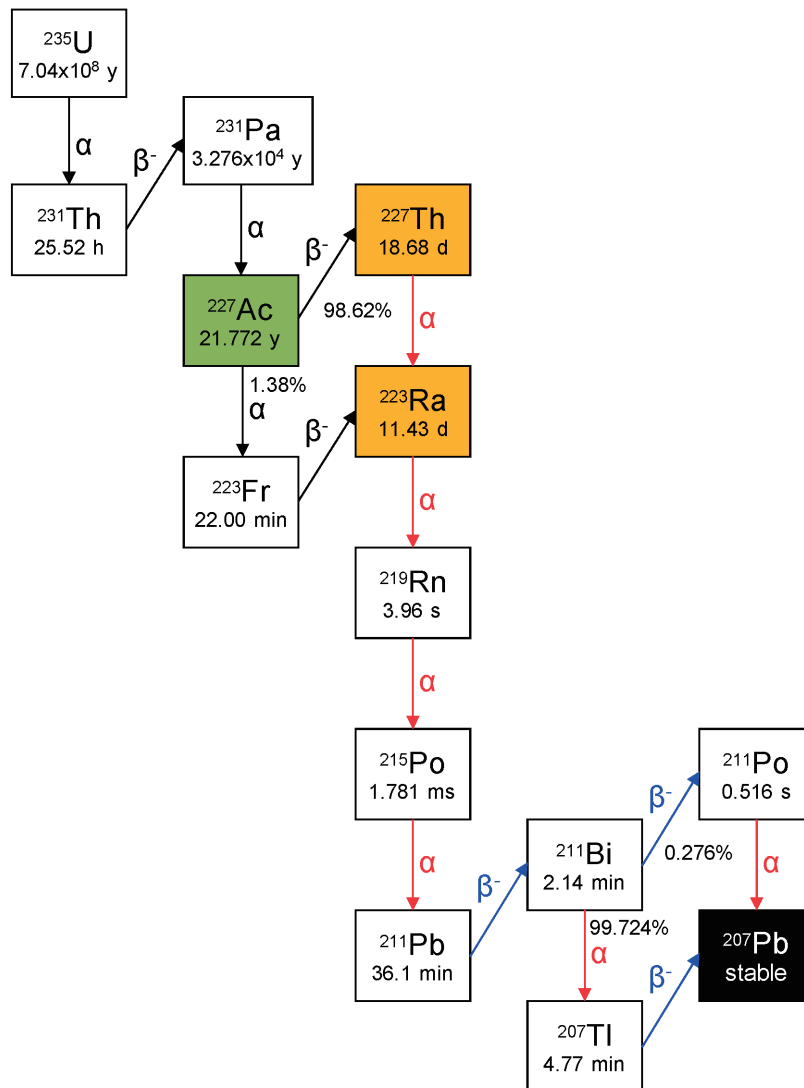 ²³⁵U
7.04x10⁸ y
α
²³¹Th
25.52 h
β⁻
²³¹Pa
3.276x10⁴ y
α
²²⁷Ac
21.772 y
β⁻
98.62%
²²⁷Th
18.68 d
α
1.38%
α
²²³Fr
22.00 min
β⁻
²²³Ra
11.43 d
α
²¹⁹Rn
3.96 s
α
²¹⁵Po
1.781 ms
α
²¹¹Pb
36.1 min
β⁻
²¹¹Bi
2.14 min
β⁻
0.276%
²¹¹Po
0.516 s
α
99.724%
α
²⁰⁷Tl
4.77 min
β⁻
²⁰⁷Pb
stable